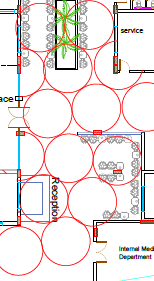 service
ace
Reception
Internal Med
Department